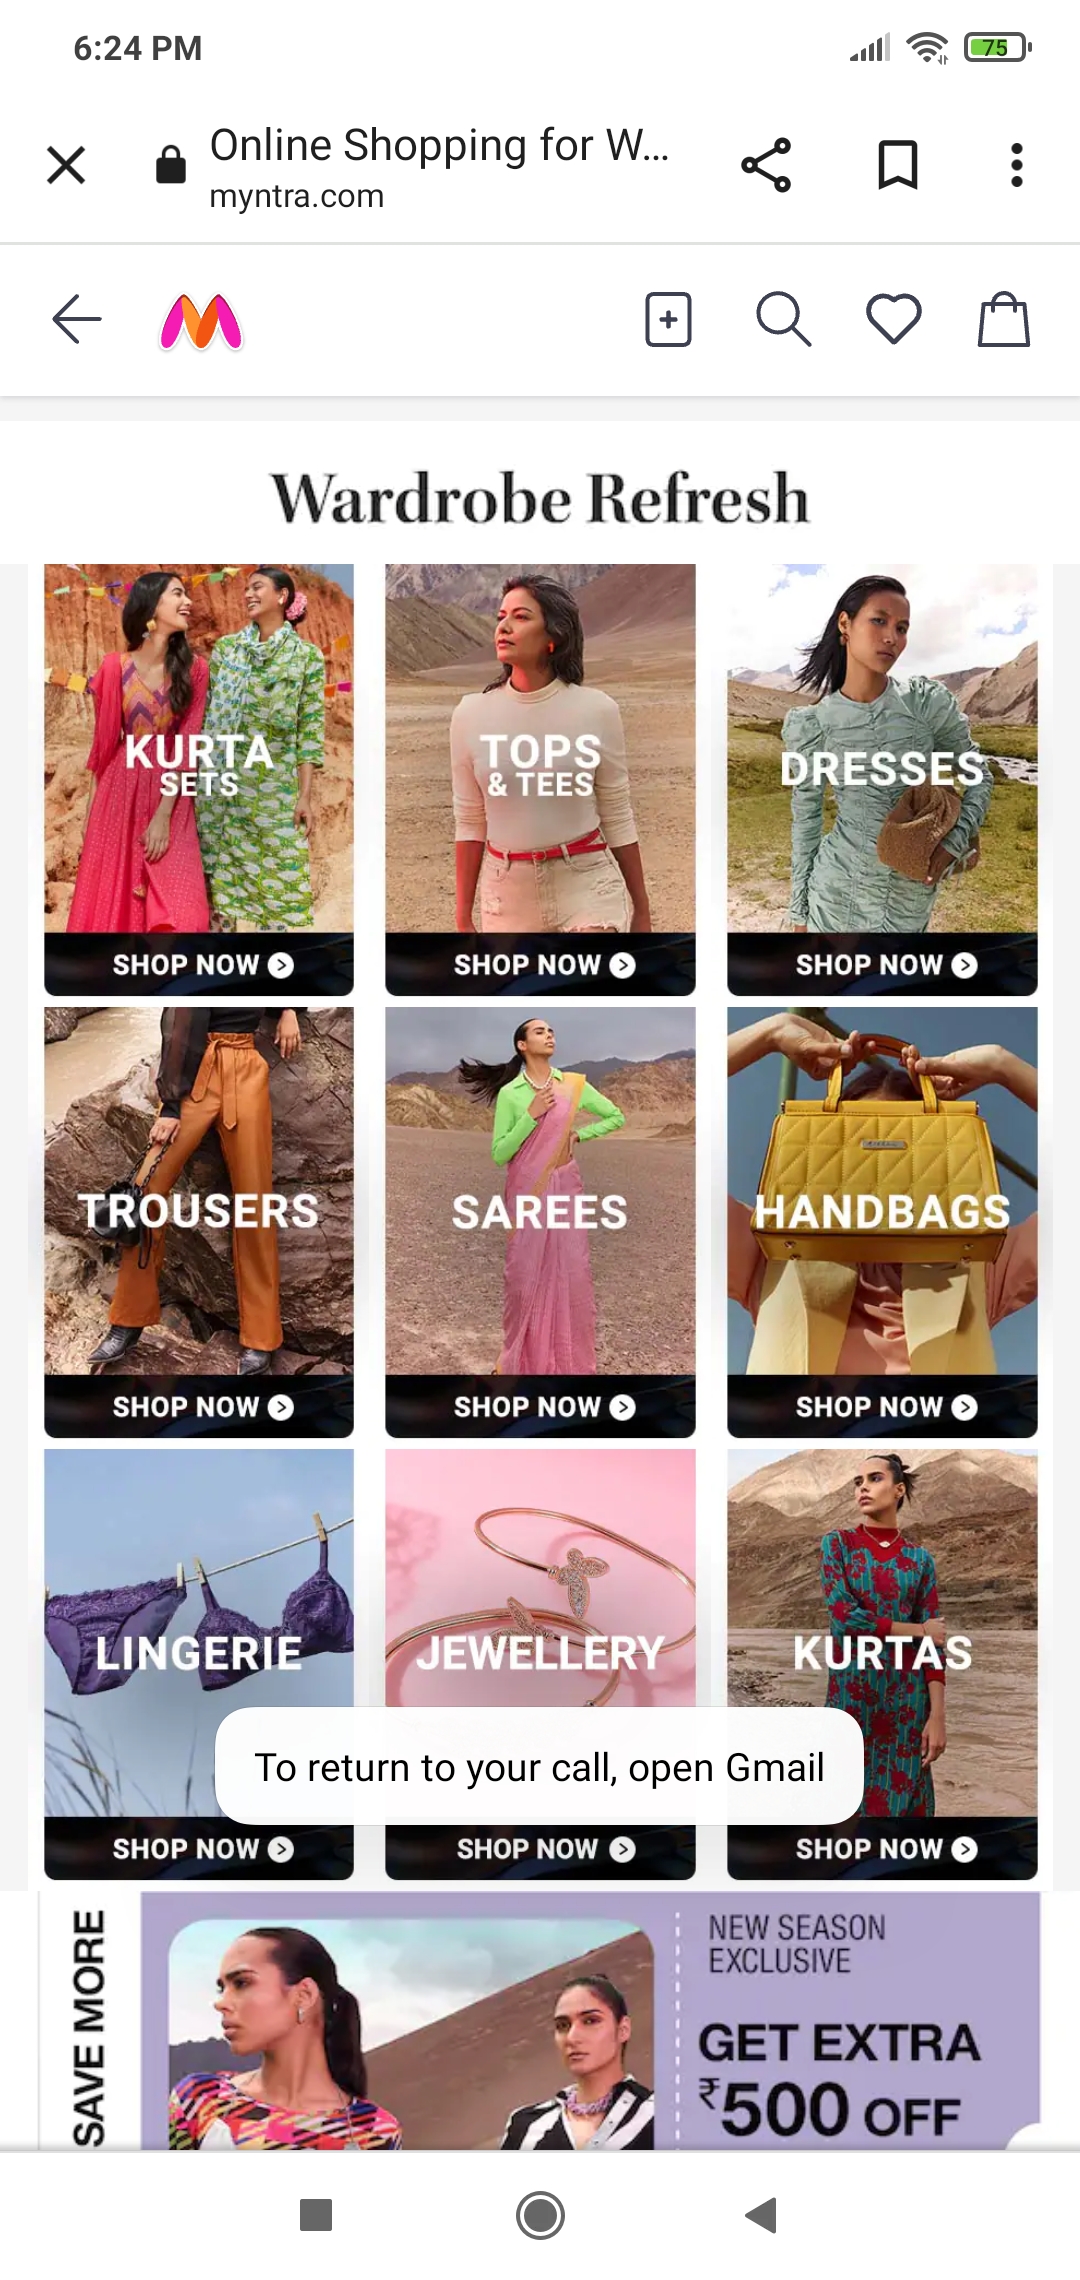 6:24 PM
75
Online Shopping for W...
myntra.com
Wardrobe Refresh
KURTA
SETS
TOPS
& TEES
DRESSES
SHOP NOW
SHOP NOW
SHOP NOW
TROUSERS
SAREES
HANDBAGS
SHOP NOW
SHOP NOW
SHOP NOW
LINGERIE
JEWELLERY
KURTAS
To return to your call, open Gmail
SHOP NOW
SHOP NOW
SHOP NOW
SAVE MORE
NEW SEASON
EXCLUSIVE
GET EXTRA
₹500 OFF